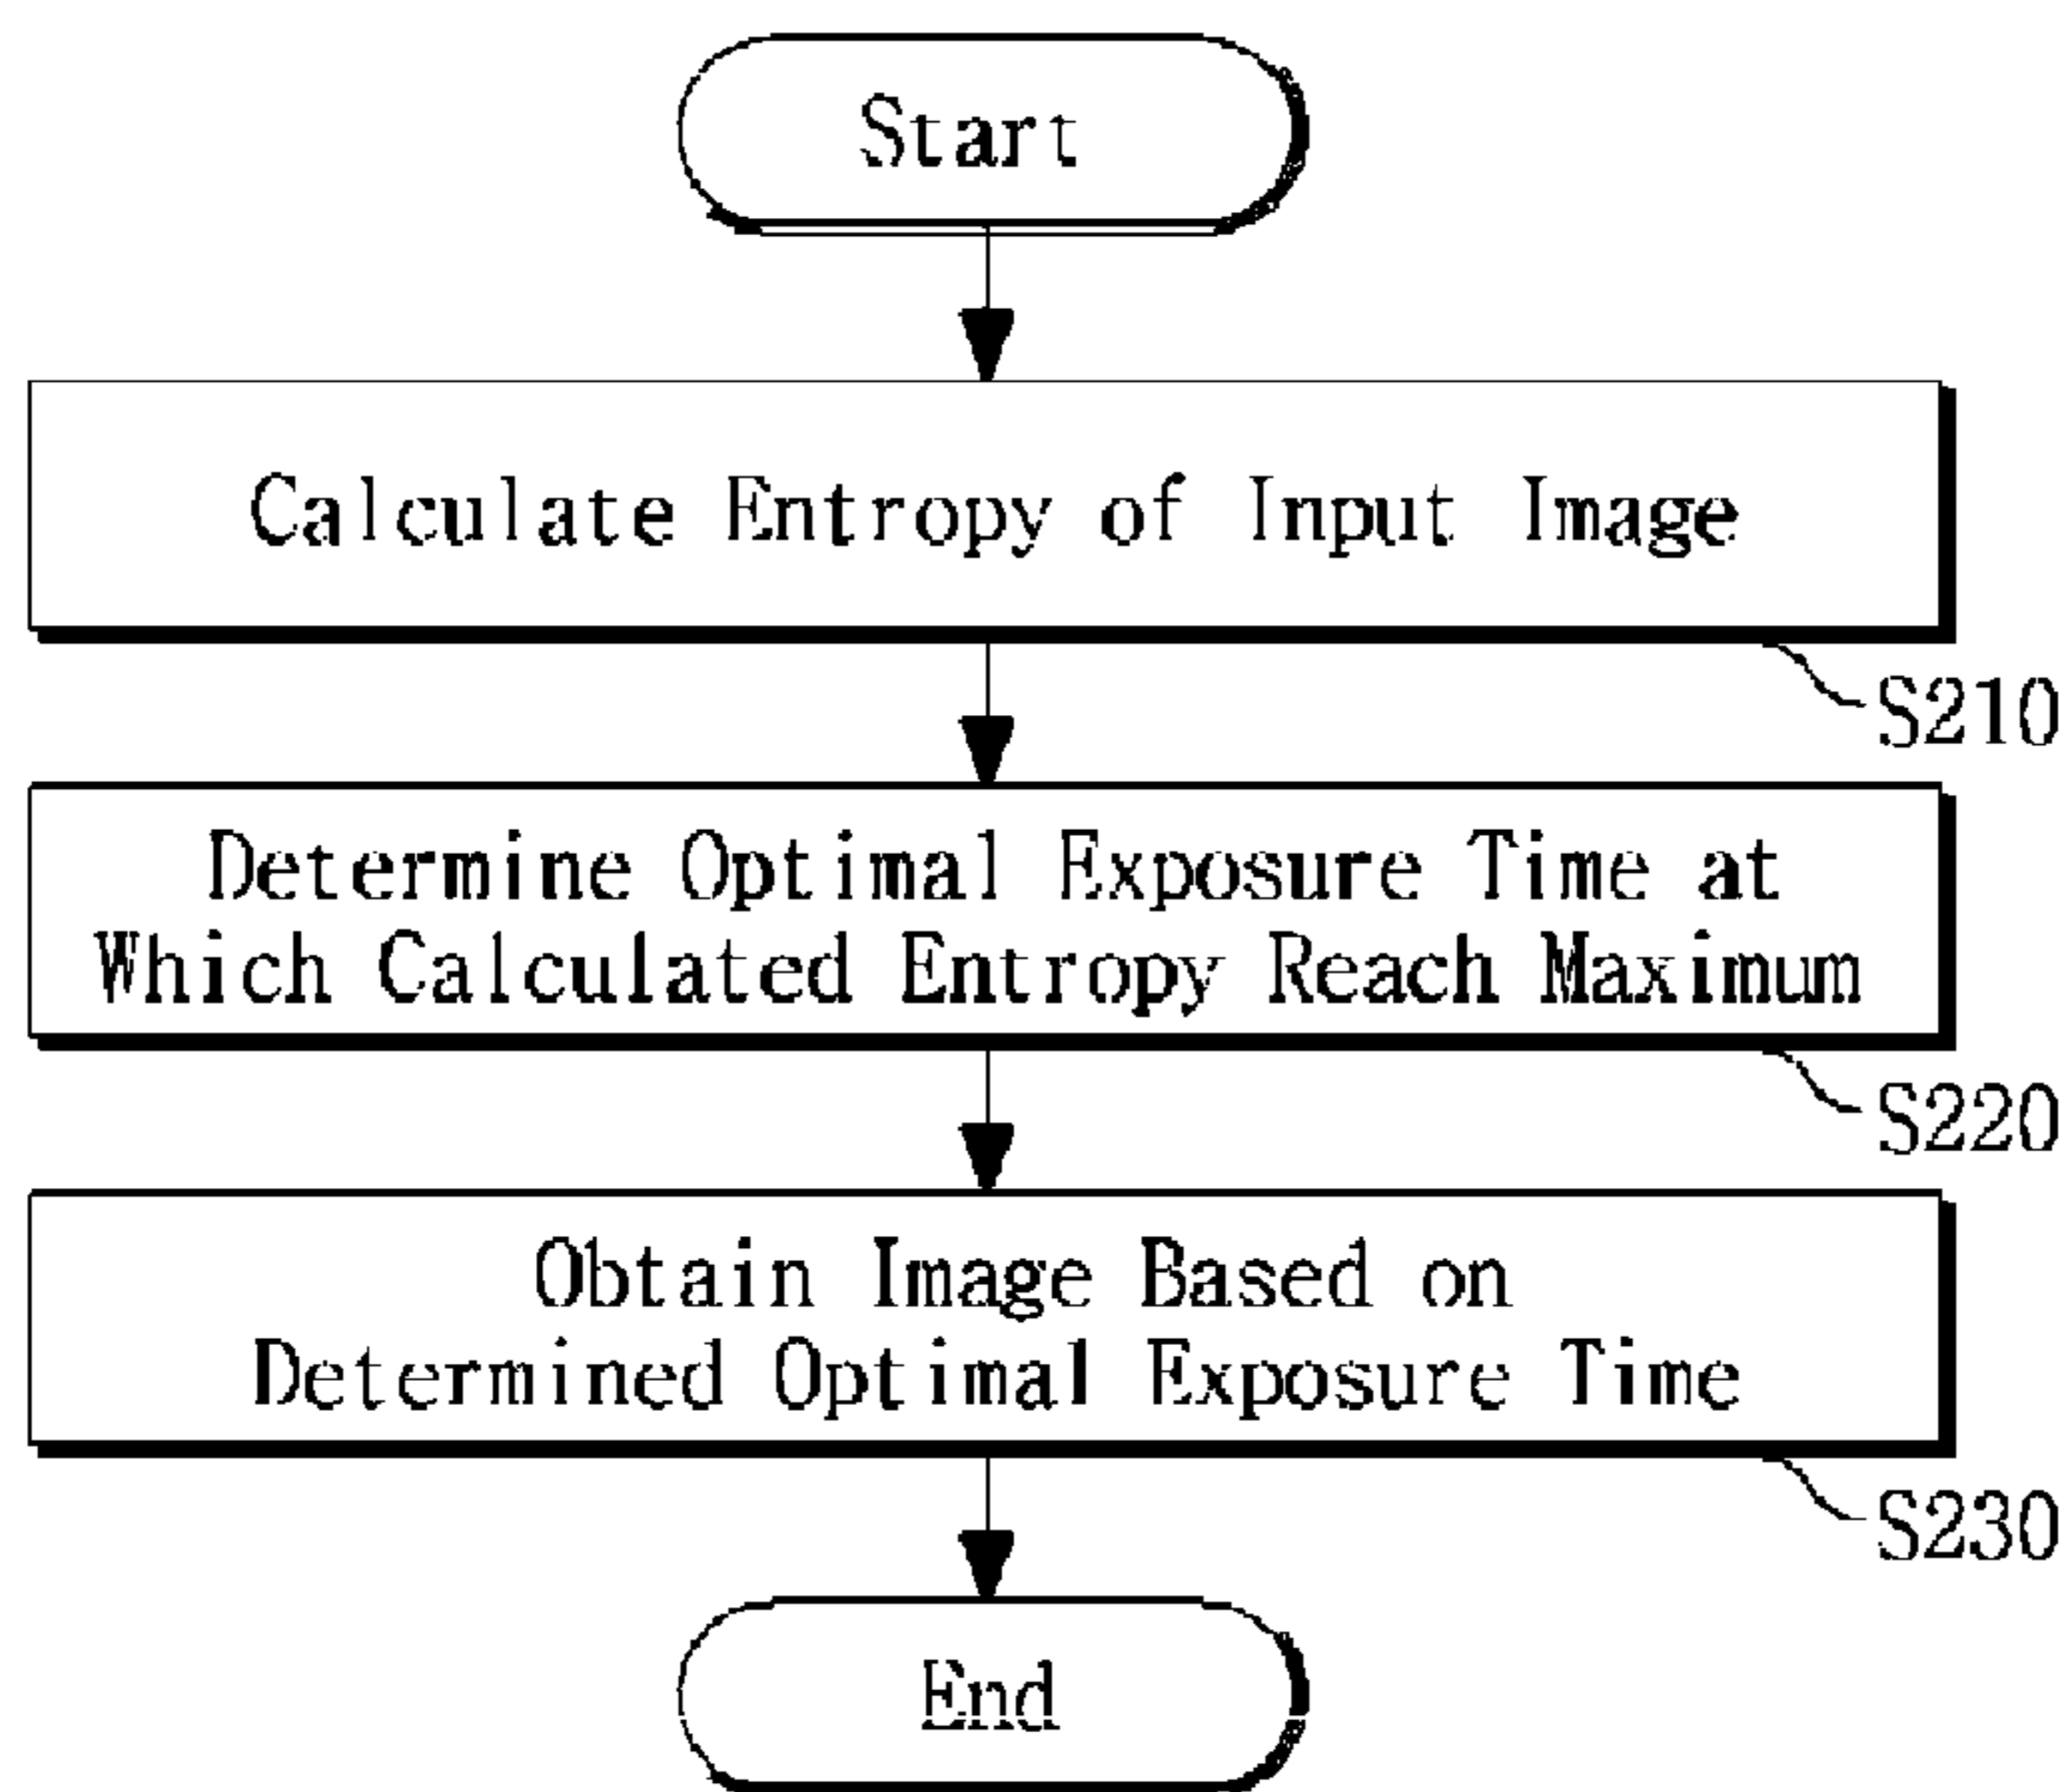 Start
Calculate Entropy of Input Image
S210
Determine Optimal Exposure Time at
Which Calculated Entropy Reach Maximum
S220
Obtain Image Based on
Determined Optimal Exposure Time
S230
End